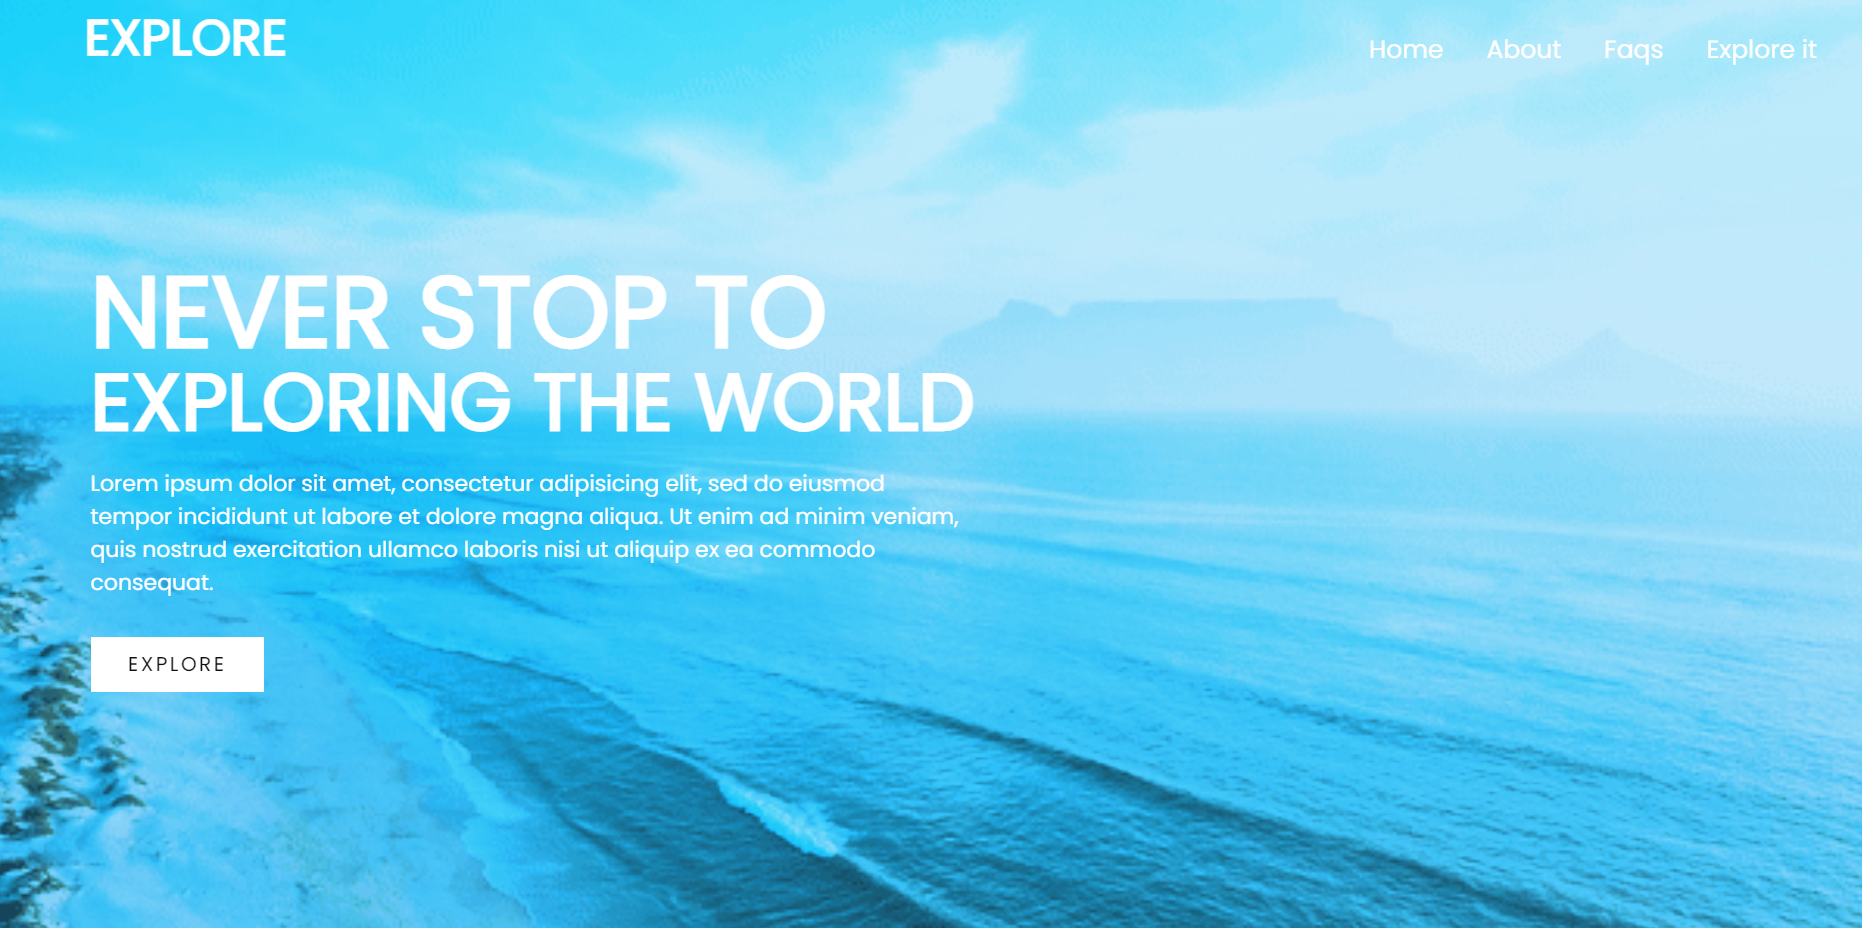 EXPLORE
Home About Faqs Explore it
NEVER STOP TO
EXPLORING THE WORLD
Lorem ipsum dolor sit amet, consectetur adipisicing elit, sed do eiusmod
tempor incididunt ut labore et dolore magna aliqua. Ut enim ad minim veniam,
quis nostrud exercitation ullamco laboris nisi ut aliquip ex ea commodo
consequat.
EXPLORE